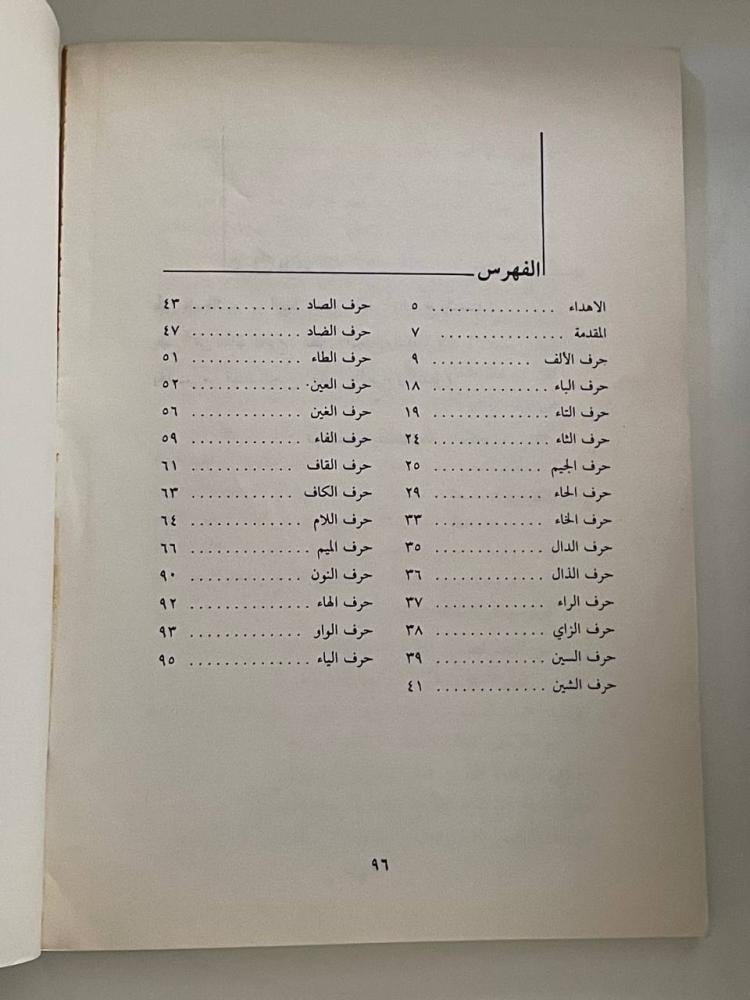 الفهرس
الاهداء . . . . . . . . . . . . . . . ٥
المقدمة . . . . . . . . . . . . . . . ٧
حرف الألف . . . . . . . . . . . . ٩
حرف الباء . . . . . . . . . . . . . ١٨
حرف التاء . . . . . . . . . . . . . ١٩
حرف الثاء . . . . . . . . . . . . . ٢٤
حرف الجيم . . . . . . . . . . . . . ٢٥
حرف الحاء . . . . . . . . . . . . . ٢٩
حرف الخاء . . . . . . . . . . . . . ٣٣
حرف الدال . . . . . . . . . . . . . ٣٥
حرف الذال . . . . . . . . . . . . . ٣٦
حرف الراء . . . . . . . . . . . . . ٣٧
حرف الزاي . . . . . . . . . . . . . ٣٨
حرف السين . . . . . . . . . . . . . ٣٩
حرف الشين . . . . . . . . . . . . . ٤١
حرف الصاد . . . . . . . . . . . . . ٤٣
حرف الضاد . . . . . . . . . . . . . ٤٧
حرف الطاء . . . . . . . . . . . . . ٥١
حرف العين . . . . . . . . . . . . . ٥٢
حرف الغين . . . . . . . . . . . . . ٥٦
حرف الفاء . . . . . . . . . . . . . ٥٩
حرف القاف . . . . . . . . . . . . ٦١
حرف الكاف . . . . . . . . . . . . ٦٣
حرف اللام . . . . . . . . . . . . . ٦٤
حرف الميم . . . . . . . . . . . . . . ٦٦
حرف النون . . . . . . . . . . . . . ٩٠
حرف الهاء . . . . . . . . . . . . . . ٩٢
حرف الواو . . . . . . . . . . . . . ٩٣
حرف الياء . . . . . . . . . . . . . . ٩٥
٩٦